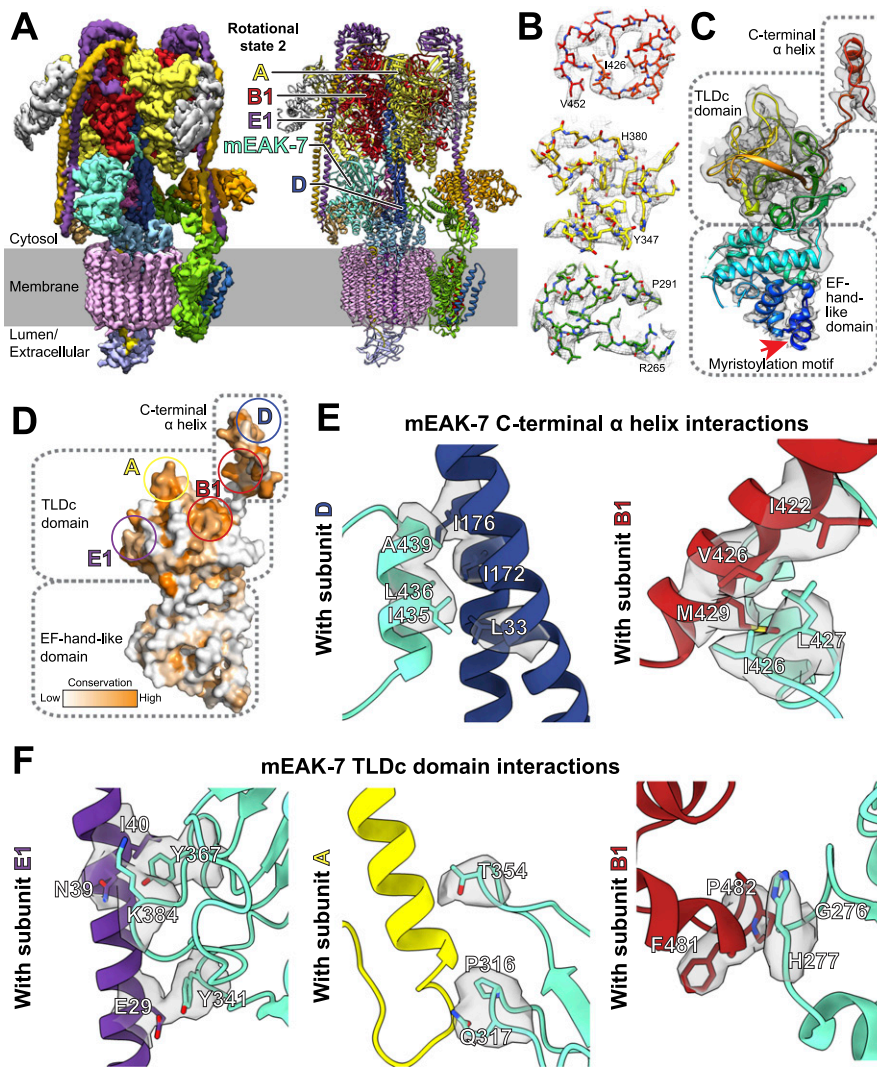 A
Rotational
state 2
A
B1
E1
mEAK-7
D
Cytosol
Membrane
Lumen/
Extracellular
B
I426
V452
H380
Y347
P291
R265
C
C-terminal
α helix
TLDc
domain
EF-
hand-
like
domain
Myristoylation motif
D
C-terminal
α helix
D
A
B1
TLDc
domain
E1
EF-hand-like
domain
Conservation
Low
High
E
mEAK-7 C-terminal α helix interactions
With subunit D
I176
A439
I172
L436
I435
L33
With subunit B1
I422
V426
M429
L427
I426
F
mEAK-7 TLDc domain interactions
With subunit E1
I40
Y367
N39
K384
E29
Y341
With subunit A
T354
P316
Q317
With subunit B1
P482
G276
F481
H277